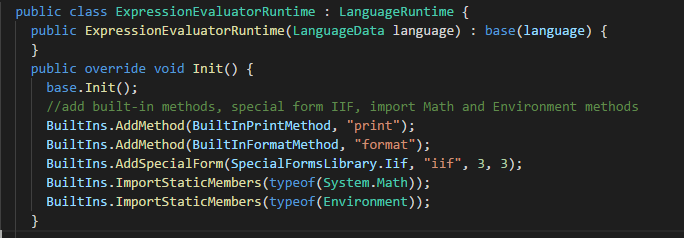 public class ExpressionEvaluatorRuntime : LanguageRuntime {
  public ExpressionEvaluatorRuntime(LanguageData language) : base(language) {
  }
  public override void Init() {
    base.Init();
    //add built-in methods, special form IIF, import Math and Environment methods
    BuiltIns.AddMethod(BuiltInPrintMethod, "print");
    BuiltIns.AddMethod(BuiltInFormatMethod, "format");
    BuiltIns.AddSpecialForm(SpecialFormsLibrary.Iif, "iif", 3, 3);
    BuiltIns.ImportStaticMembers(typeof(System.Math));
    BuiltIns.ImportStaticMembers(typeof(Environment));
  }